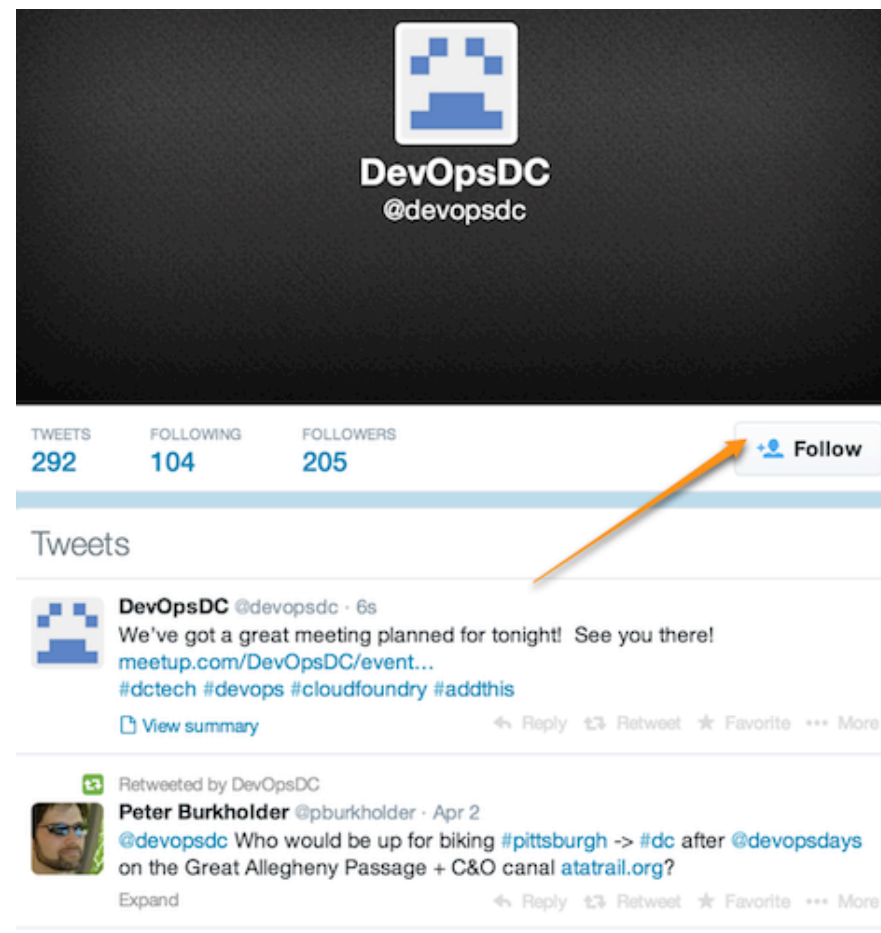 DevOpsDC
@devopsdc
TWEETS FOLLOWING FOLLOWERS
292 104 205
Follow
Tweets
DevOpsDC @devopsdc · 6s
We've got a great meeting planned for tonight! See you there!
meetup.com/DevOpsDC/event...
#dctech #devops #cloudfoundry #addthis
View summary Reply Retweet Favorite More
Retweeted by DevOpsDC
Peter Burkholder @pburkholder · Apr 2
@devopsdc Who would be up for biking #pittsburgh -> #dc after @devopsdays
on the Great Allegheny Passage + C&O canal atatrail.org?
Expand Reply Retweet Favorite More